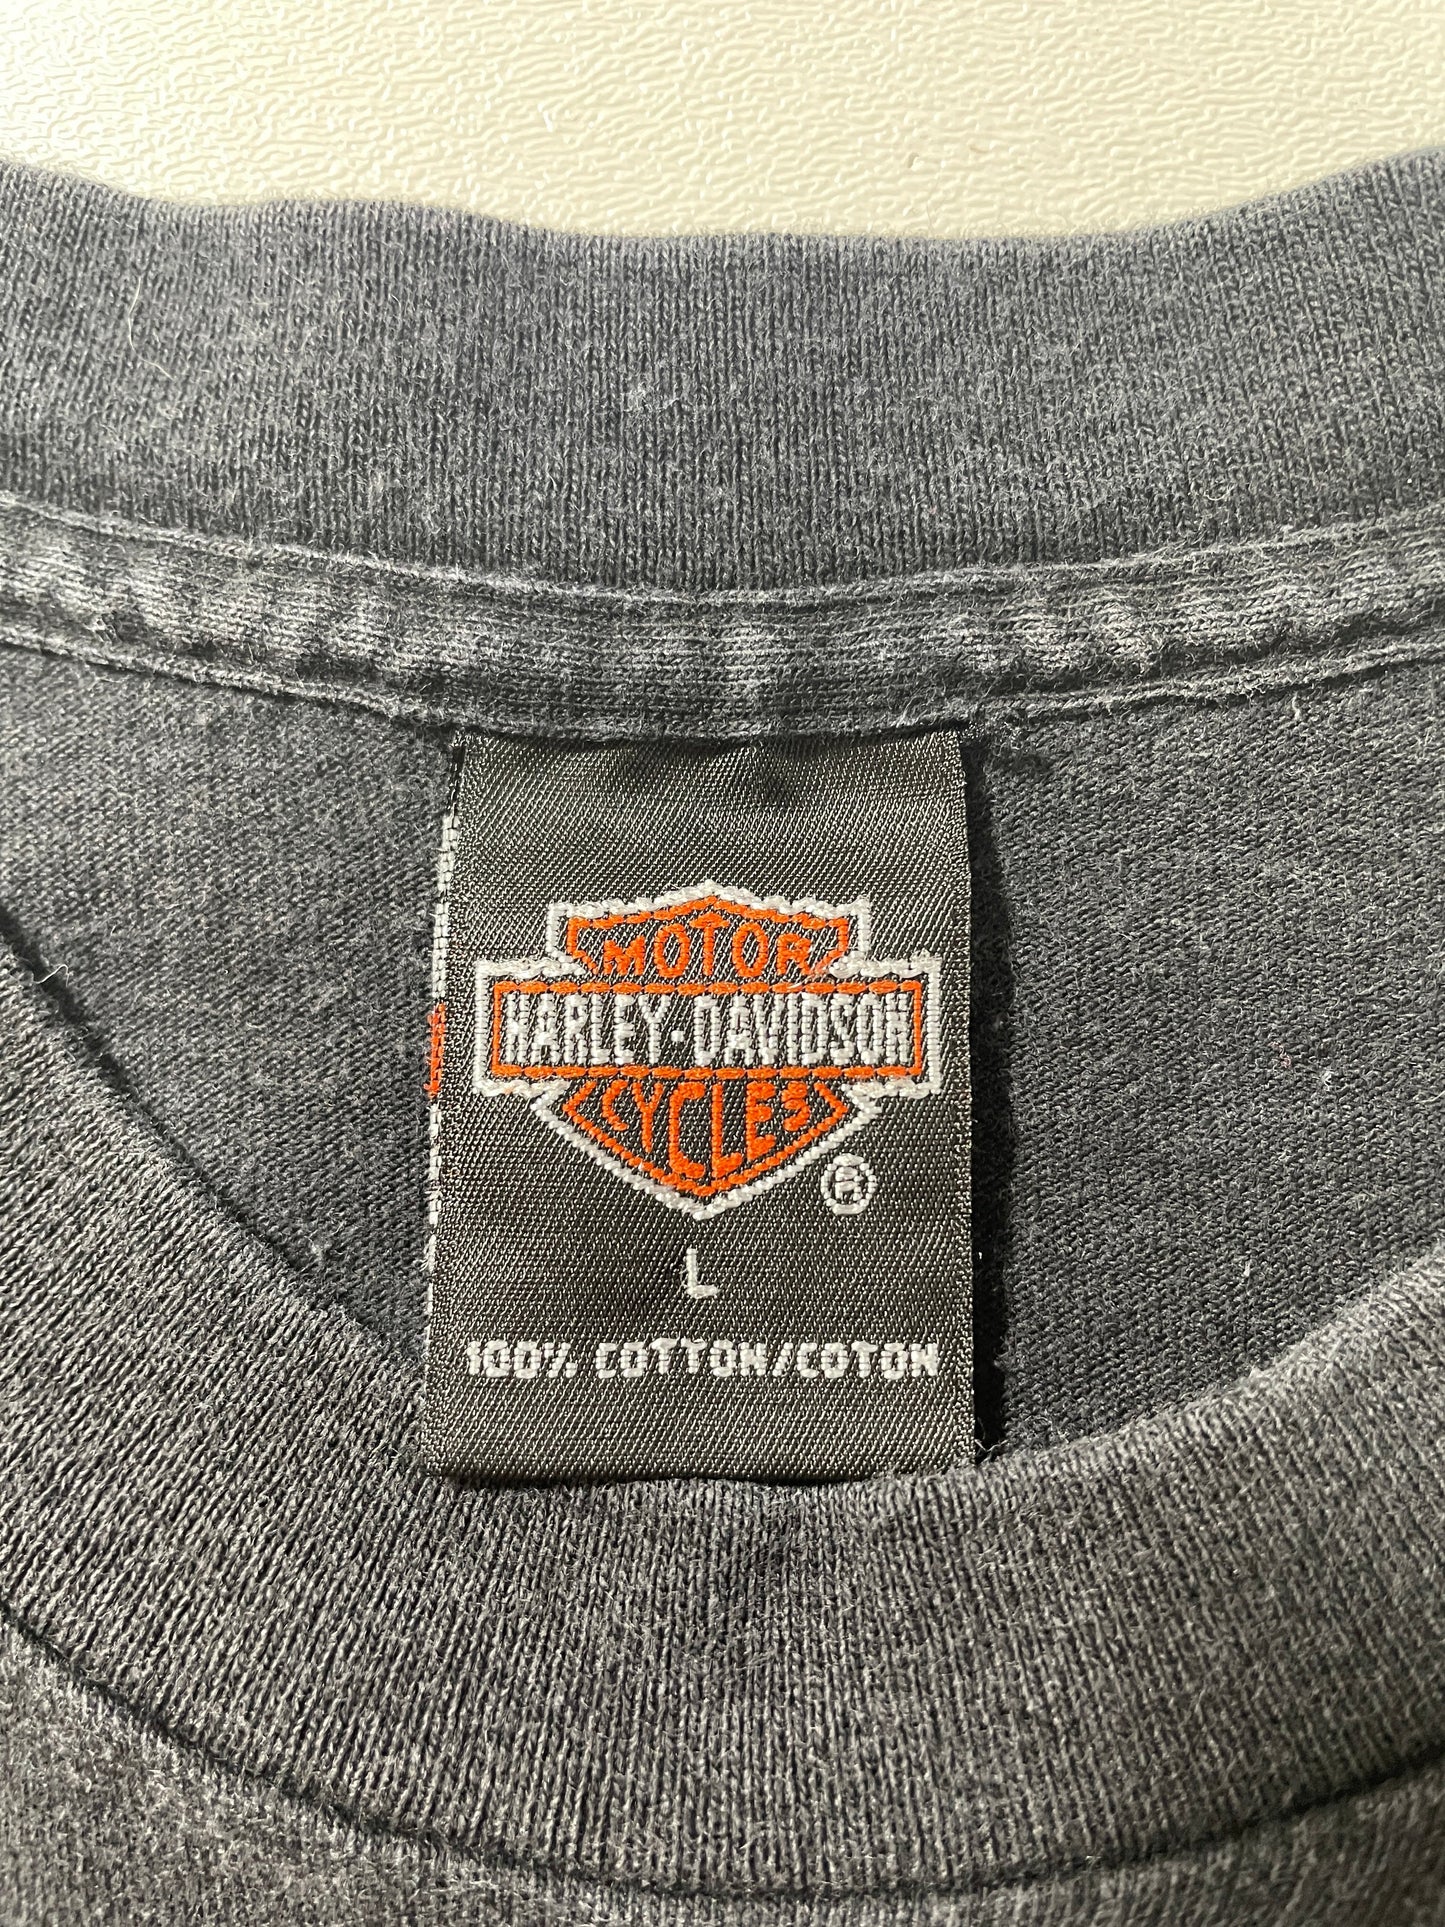 MOTOR
HARLEY-DAVIDSON
CYCLES
®
L
100% COTTON/COTON